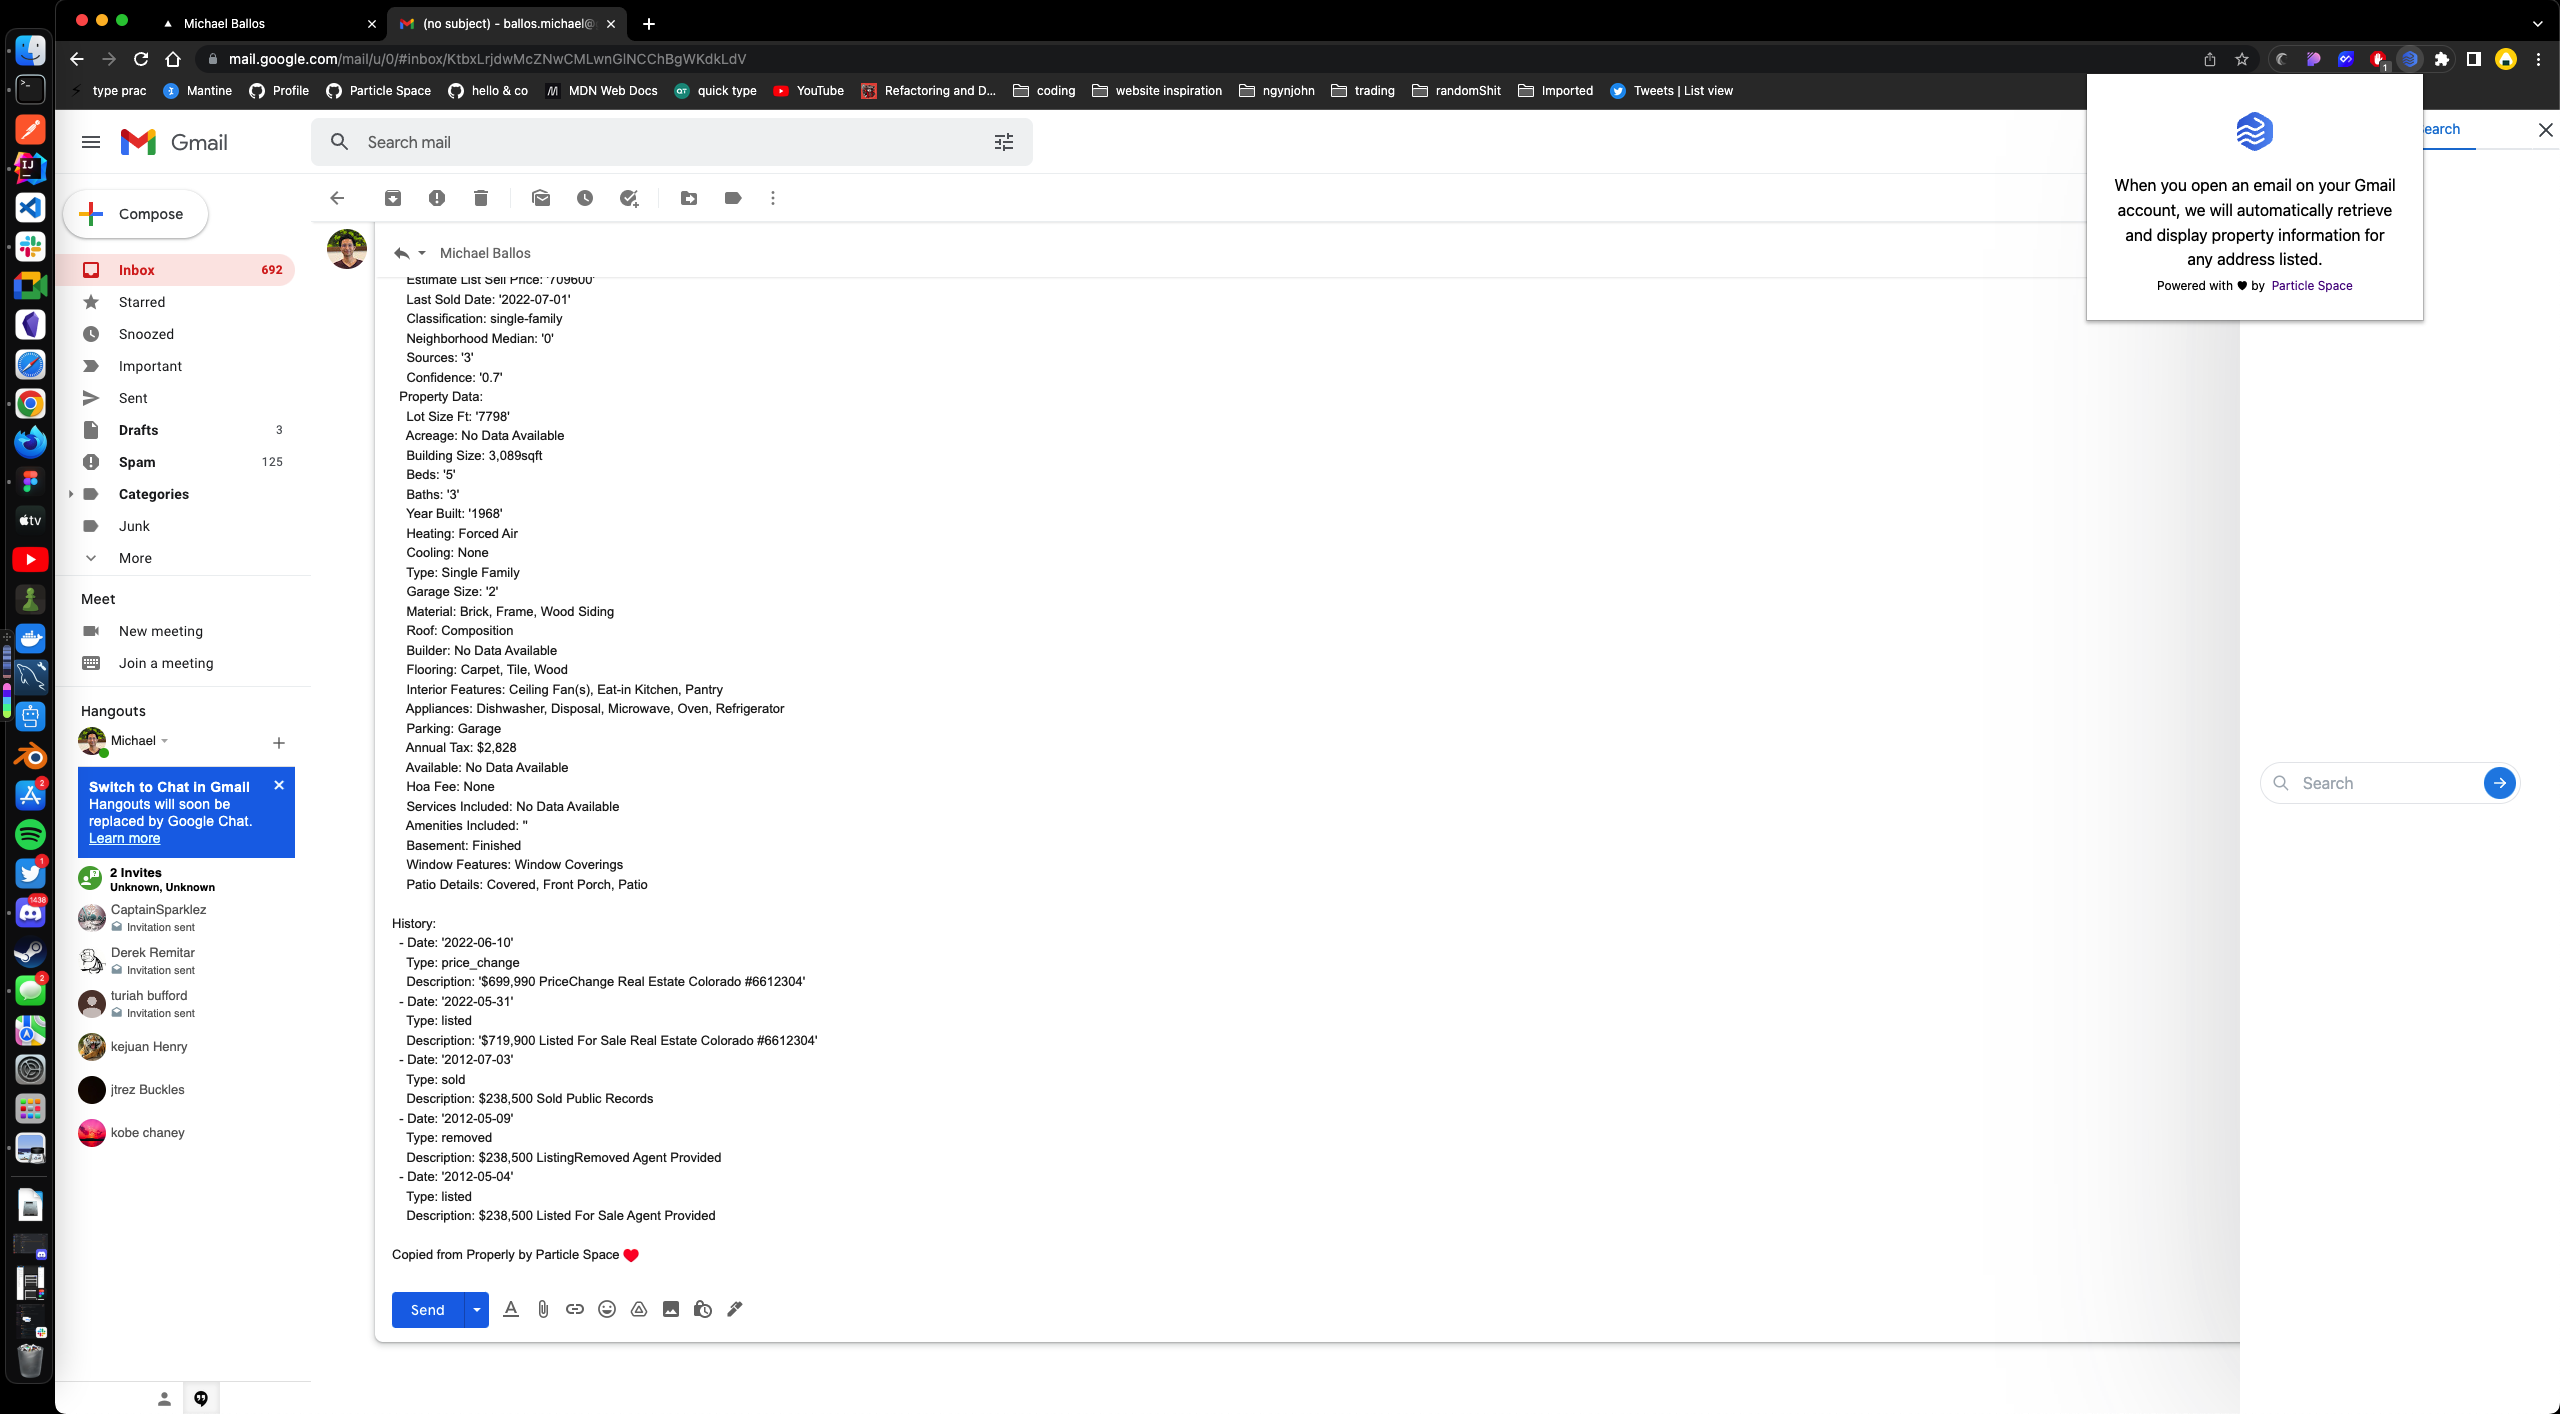 Michael Ballos
(no subject) - ballos.michael@
mail.google.com/mail/u/0/#inbox/KtbxLrjdwMcZNwCMLwnGlNCChBgWKdkLdV
type prac Mantine Profile Particle Space hello & co MDN Web Docs quick type YouTube Refactoring and D... coding website inspiration ngynjohn trading randomShit Imported Tweets | List view
Gmail
Search mail
Compose
Inbox 692
Starred
Snoozed
Important
Sent
Drafts 3
Spam 125
Categories
Junk
More
Meet
New meeting
Join a meeting
Hangouts
Michael
Switch to Chat in Gmail
Hangouts will soon be
replaced by Google Chat.
Learn more
2 Invites
Unknown, Unknown
CaptainSparklez
Invitation sent
Derek Remitar
Invitation sent
turiah bufford
Invitation sent
kejuan Henry
jtrez Buckles
kobe chaney
Michael Ballos
Estimate List Sell Price: '709600'
Last Sold Date: '2022-07-01'
Classification: single-family
Neighborhood Median: '0'
Sources: '3'
Confidence: '0.7'
Property Data:
Lot Size Ft: '7798'
Acreage: No Data Available
Building Size: 3,089sqft
Beds: '5'
Baths: '3'
Year Built: '1968'
Heating: Forced Air
Cooling: None
Type: Single Family
Garage Size: '2'
Material: Brick, Frame, Wood Siding
Roof: Composition
Builder: No Data Available
Flooring: Carpet, Tile, Wood
Interior Features: Ceiling Fan(s), Eat-in Kitchen, Pantry
Appliances: Dishwasher, Disposal, Microwave, Oven, Refrigerator
Parking: Garage
Annual Tax: $2,828
Available: No Data Available
Hoa Fee: None
Services Included: No Data Available
Amenities Included: ''
Basement: Finished
Window Features: Window Coverings
Patio Details: Covered, Front Porch, Patio
History:
- Date: '2022-06-10'
Type: price_change
Description: '$699,990 PriceChange Real Estate Colorado #6612304'
- Date: '2022-05-31'
Type: listed
Description: '$719,900 Listed For Sale Real Estate Colorado #6612304'
- Date: '2012-07-03'
Type: sold
Description: $238,500 Sold Public Records
- Date: '2012-05-09'
Type: removed
Description: $238,500 ListingRemoved Agent Provided
- Date: '2012-05-04'
Type: listed
Description: $238,500 Listed For Sale Agent Provided
Copied from Properly by Particle Space ❤️
Send
When you open an email on your Gmail
account, we will automatically retrieve
and display property information for
any address listed.
Powered with ♥ by Particle Space
earch
Search
tv
2
1
1438
2
1